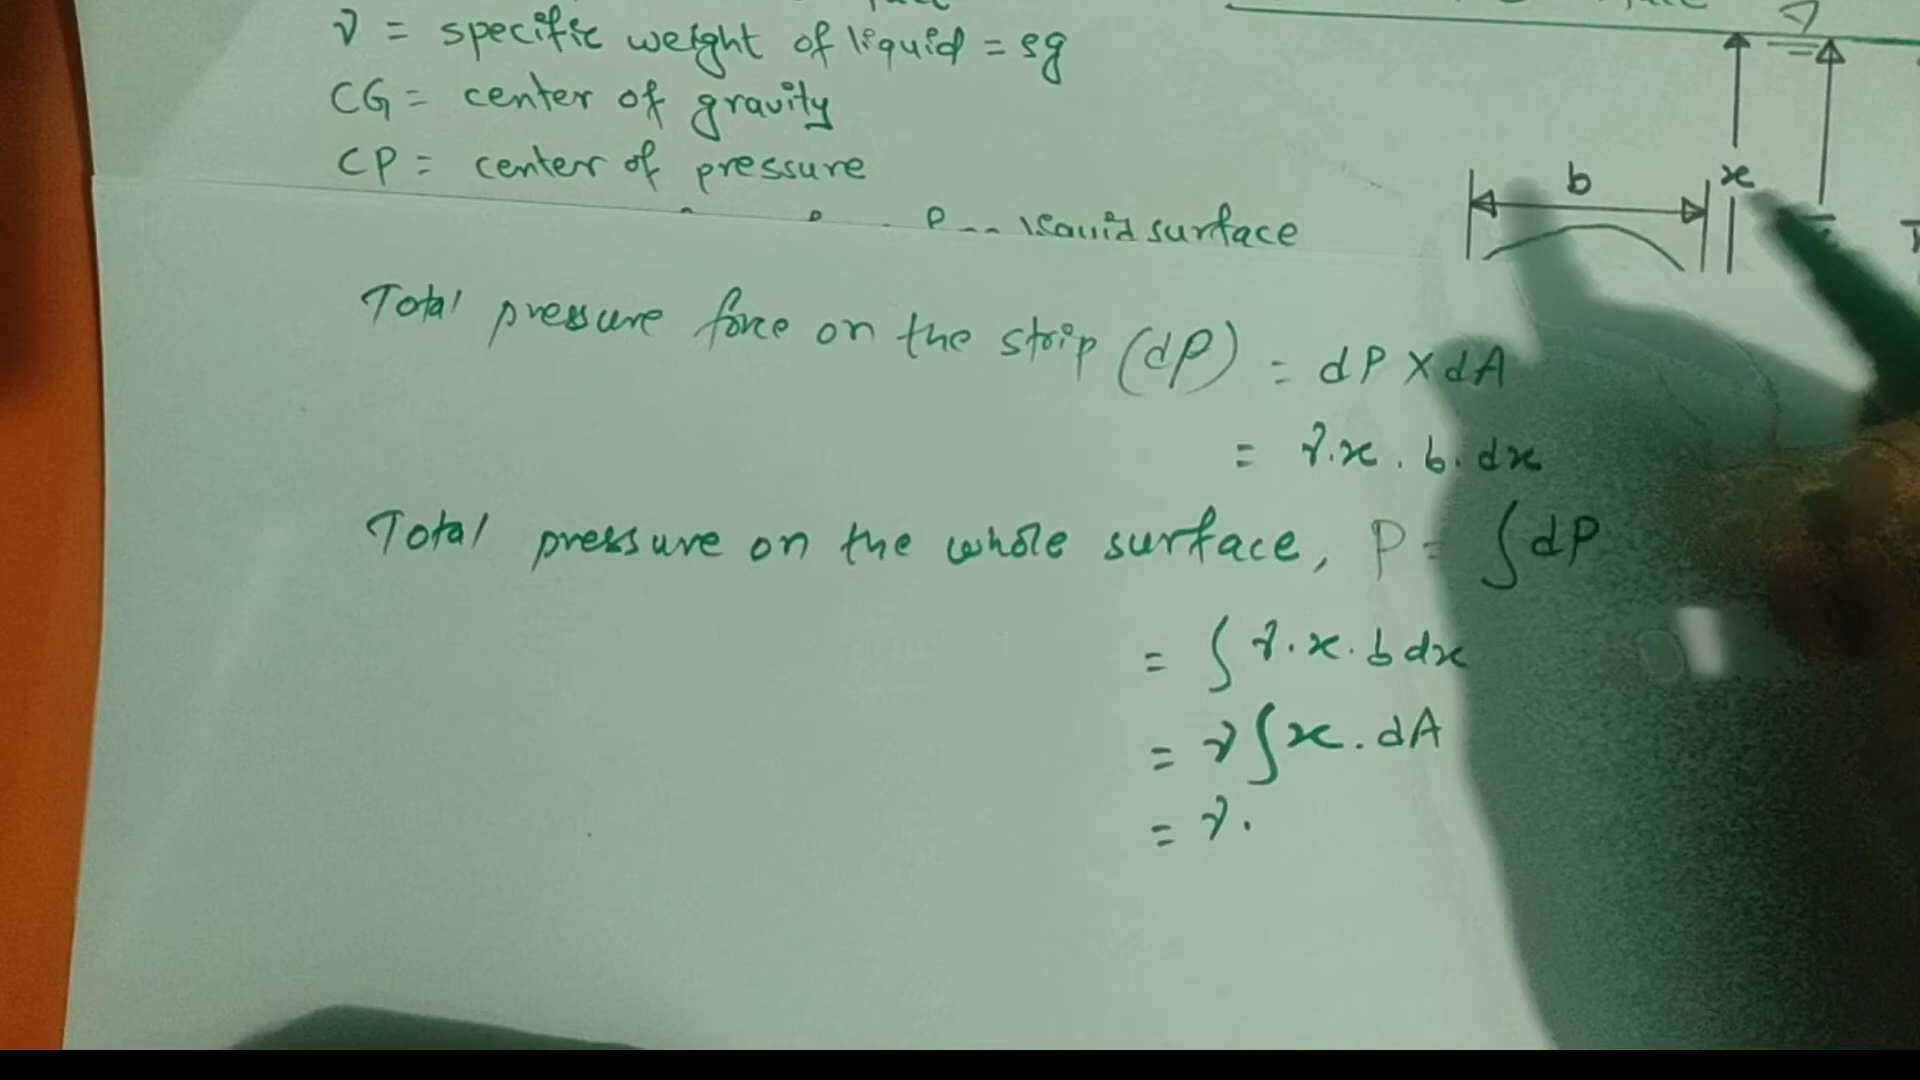 γ = specific weight of liquid = ρg
CG = center of gravity
CP = center of pressure
liquid surface
b
x
Total pressure force on the strip (dP) = dP × dA
= γ.x . b. dx
Total pressure on the whole surface, P = ∫ dP
= ∫ γ.x. b dx
= γ ∫ x. dA
= γ.